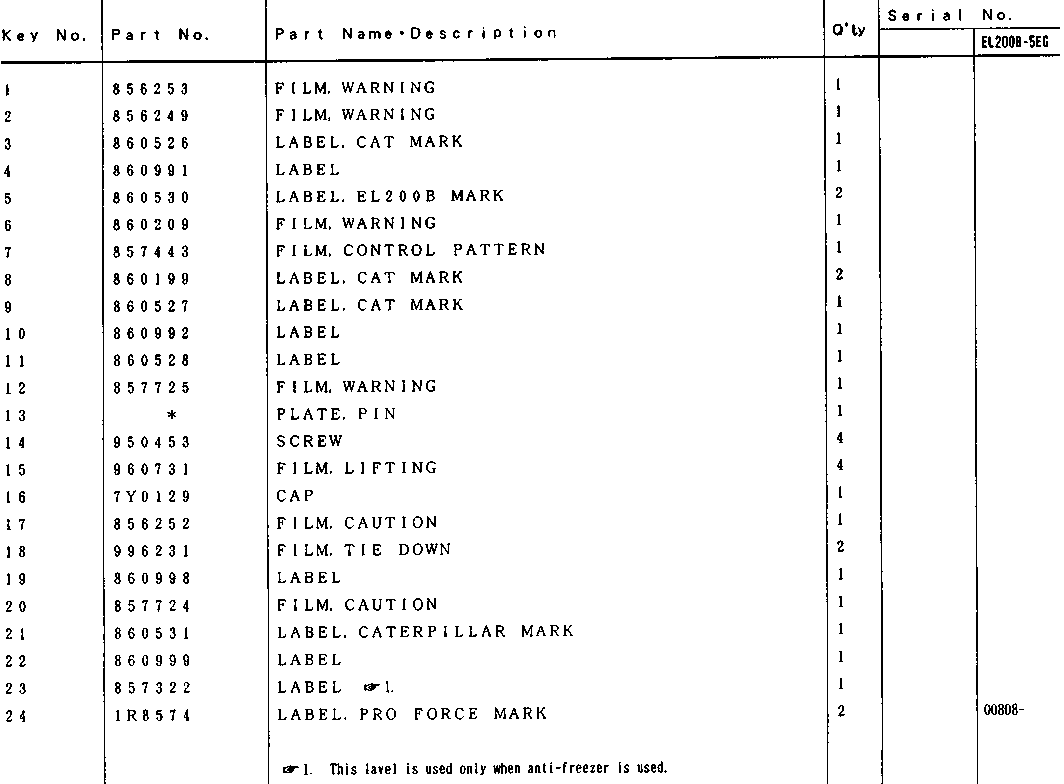 Serial No.
Key No. Part No. Part Name・Description Q'ty EL200B-SEG
1 856253 FILM, WARNING 1
2 856249 FILM, WARNING 1
3 860526 LABEL, CAT MARK 1
4 860991 LABEL 1
5 860530 LABEL, EL200B MARK 2
6 860209 FILM, WARNING 1
7 857443 FILM, CONTROL PATTERN 1
8 860199 LABEL, CAT MARK 2
9 860527 LABEL, CAT MARK 1
10 860992 LABEL 1
11 860528 LABEL 1
12 857725 FILM, WARNING 1
13 * PLATE, PIN 1
14 950453 SCREW 4
15 960731 FILM, LIFTING 4
16 7Y0129 CAP 1
17 856252 FILM, CAUTION 1
18 996231 FILM, TIE DOWN 2
19 860998 LABEL 1
20 857724 FILM, CAUTION 1
21 860531 LABEL, CATERPILLAR MARK 1
22 860999 LABEL 1
23 857322 LABEL ☞1. 1
24 1R8574 LABEL, PRO FORCE MARK 2 00808-
☞1. This lavel is used only when anti-freezer is used.